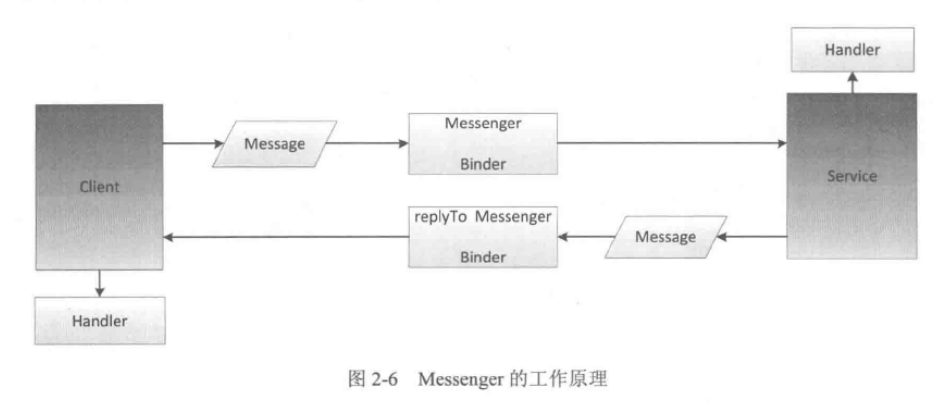 Handler
Message
Messenger
Binder
Client
Service
replyTo Messenger
Binder
Message
Handler
图 2-6 Messenger 的工作原理